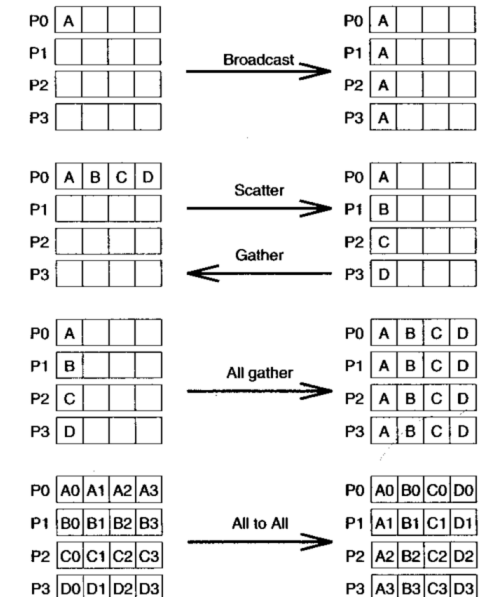 P0 A P0 A
P1 P1 A
Broadcast
P2 P2 A
P3 P3 A
P0 A B C D P0 A
Scatter
P1 P1 B
P2 P2 C
Gather
P3 P3 D
P0 A P0 A B C D
P1 B P1 A B C D
All gather
P2 C P2 A B C D
P3 D P3 A B C D
P0 A0 A1 A2 A3 P0 A0 B0 C0 D0
P1 B0 B1 B2 B3 All to All P1 A1 B1 C1 D1
P2 C0 C1 C2 C3 P2 A2 B2 C2 D2
P3 D0 D1 D2 D3 P3 A3 B3 C3 D3